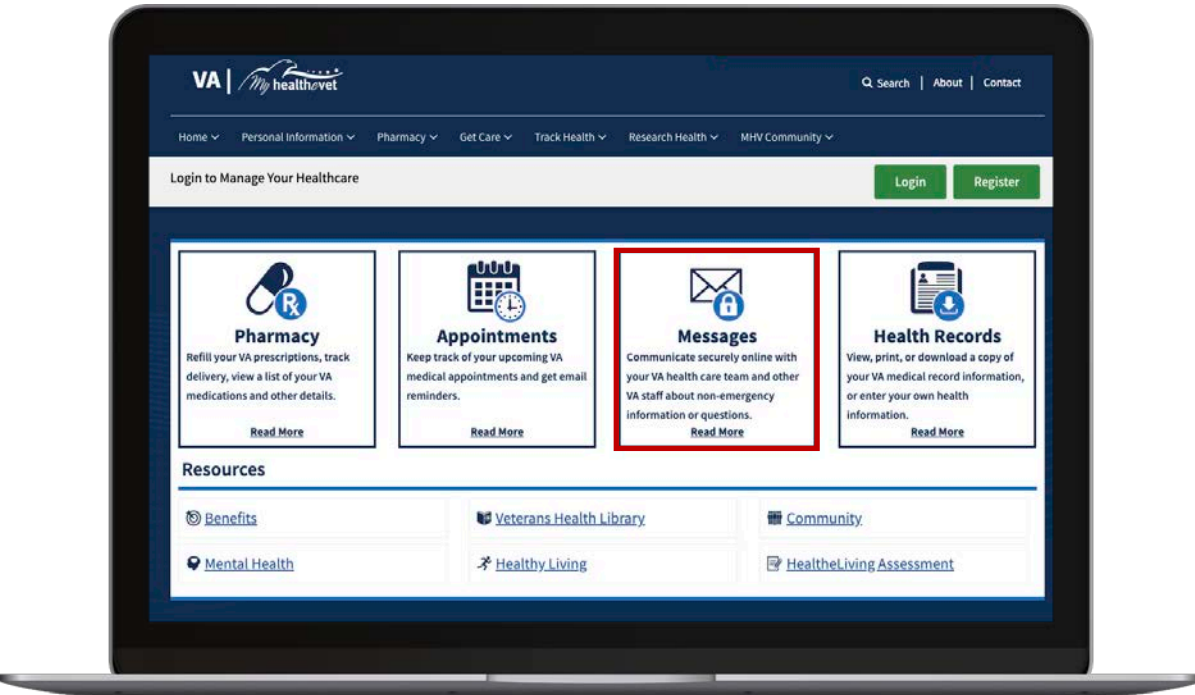 VA | My healthevet
Search | About | Contact
Home Personal Information Pharmacy Get Care Track Health Research Health MHV Community
Login to Manage Your Healthcare
Login Register
Rx
Pharmacy
Refill your VA prescriptions, track
delivery, view a list of your VA
medications and other details.
Read More
Appointments
Keep track of your upcoming VA
medical appointments and get email
reminders.
Read More
Messages
Communicate securely online with
your VA health care team and other
VA staff about non-emergency
information or questions.
Read More
Health Records
View, print, or download a copy of
your VA medical record information,
or enter your own health
information.
Read More
Resources
Benefits
Veterans Health Library
Community
Mental Health
Healthy Living
HealtheLiving Assessment